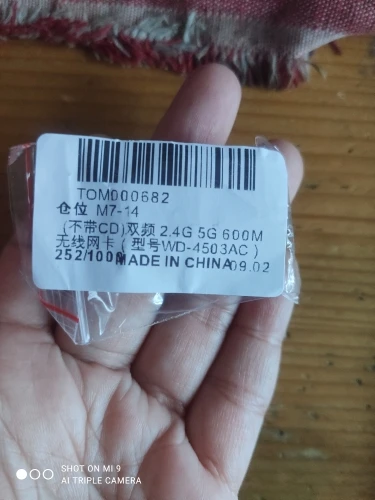 TOM000682
仓位 M7-14
(不带CD)双频 2.4G 5G 600M
无线网卡 ( 型号WD-4503AC )
252/100 MADE IN CHINA 09.02
SHOT ON MI 9
AI TRIPLE CAMERA